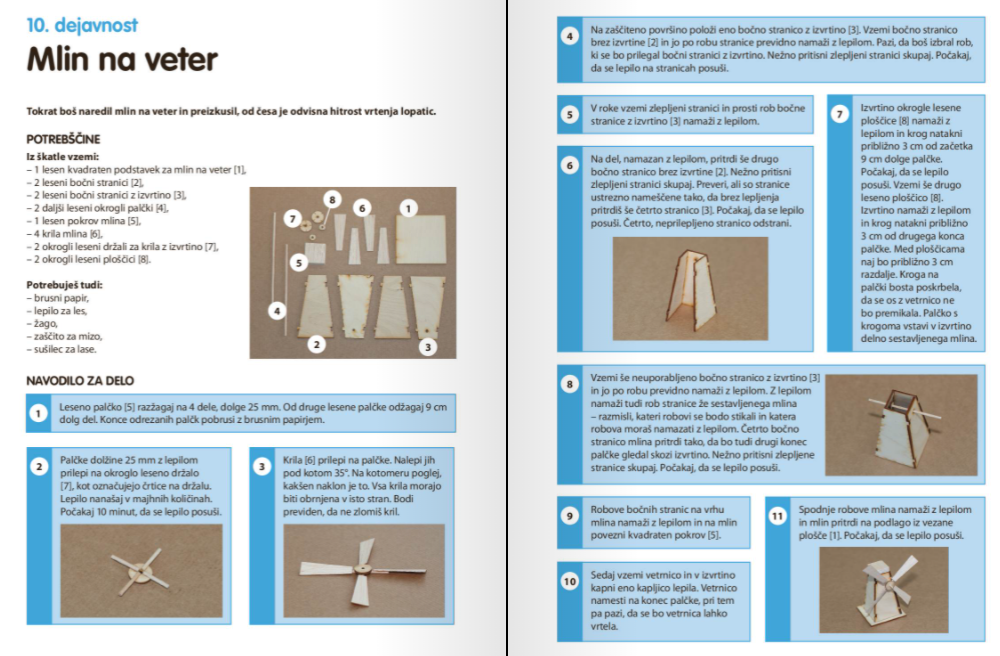 10. dejavnost
Mlin na veter
Tokrat boš naredil mlin na veter in preizkusil, od česa je odvisna hitrost vrtenja lopatic.
POTREBŠČINE
Iz škatle vzemi:
– 1 lesen kvadraten podstavek za mlin na veter [1],
– 2 leseni bočni stranici [2],
– 2 leseni bočni stranici z izvrtino [3],
– 2 daljši leseni okrogli palčki [4],
– 1 lesen pokrov mlina [5],
– 4 krila mlina [6],
– 2 okrogli leseni držali za krila z izvrtino [7],
– 2 okrogli leseni ploščici [8].
Potrebuješ tudi:
– brusni papir,
– lepilo za les,
– žago,
– zaščito za mizo,
– sušilec za lase.
8
7
6
1
5
4
2
3
NAVODILO ZA DELO
1
Leseno palčko [5] razžagaj na 4 dele, dolge 25 mm. Od druge lesene palčke odžagaj 9 cm
dolg del. Konce odrezanih palčk pobrusi z brusnim papirjem.
2
Palčke dolžine 25 mm z lepilom
prilepi na okroglo leseno držalo
[7], kot označujejo črtice na držalu.
Lepilo nanašaj v majhnih količinah.
Počakaj 10 minut, da se lepilo posuši.
3
Krila [6] prilepi na palčke. Nalepi jih
pod kotom 35°. Na kotomeru poglej,
kakšen naklon je to. Vsa krila morajo
biti obrnjena v isto stran. Bodi
previden, da ne zlomiš kril.
4
Na zaščiteno površino položi eno bočno stranico z izvrtino [3]. Vzemi bočno stranico
brez izvrtine [2] in jo po robu stranice previdno namaži z lepilom. Pazi, da boš izbral rob,
ki se bo prilegal bočni stranici z izvrtino. Nežno pritisni zlepljeni stranici skupaj. Počakaj,
da se lepilo na stranicah posuši.
5
V roke vzemi zlepljeni stranici in prosti rob bočne
stranice z izvrtino [3] namaži z lepilom.
6
Na del, namazan z lepilom, pritrdi še drugo
bočno stranico brez izvrtine [2]. Nežno pritisni
zlepljeni stranici skupaj. Preveri, ali so stranice
ustrezno nameščene tako, da brez lepljenja
pritrdiš še četrto stranico [3]. Počakaj, da se lepilo
posuši. Četrto, neprilepljeno stranico odstrani.
7
Izvrtino okrogle lesene
ploščice [8] namaži z
lepilom in krog natakni
približno 3 cm od začetka
9 cm dolge palčke.
Počakaj, da se lepilo
posuši. Vzemi še drugo
leseno ploščico [8].
Izvrtino namaži z lepilom
in krog natakni približno
3 cm od drugega konca
palčke. Med ploščicama
naj bo približno 3 cm
razdalje. Kroga na
palčki bosta poskrbela,
da se os z vetrnico ne
bo premikala. Palčko s
krogoma vstavi v izvrtino
delno sestavljenega mlina.
8
Vzemi še neuporabljeno bočno stranico z izvrtino [3]
in jo po robu previdno namaži z lepilom. Z lepilom
namaži tudi rob stranice že sestavljenega mlina
– razmisli, kateri robovi se bodo stikali in katera
robova moraš namazati z lepilom. Četrto bočno
stranico mlina pritrdi tako, da bo tudi drugi konec
palčke gledal skozi izvrtino. Nežno pritisni zlepljene
stranice skupaj. Počakaj, da se lepilo posuši.
9
Robove bočnih stranic na vrhu
mlina namaži z lepilom in na mlin
povezni kvadraten pokrov [5].
10
Sedaj vzemi vetrnico in v izvrtino
kapni eno kapljico lepila. Vetrnico
namesti na konec palčke, pri tem
pa pazi, da se bo vetrnica lahko
vrtela.
11
Spodnje robove mlina namaži z lepilom
in mlin pritrdi na podlago iz vezane
plošče [1]. Počakaj, da se lepilo posuši.